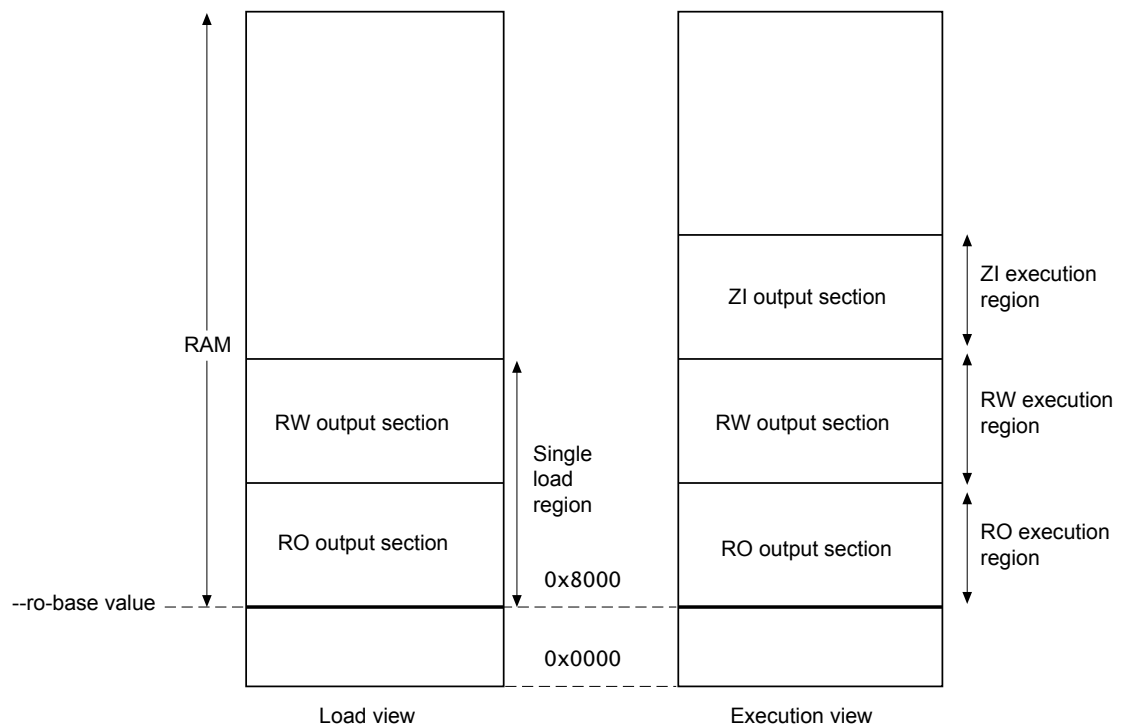 ZI output section
ZI execution
region
RAM
RW output section
Single
load
region
RW output section
RW execution
region
RO output section
RO output section
RO execution
region
0x8000
--ro-base value
0x0000
Load view
Execution view